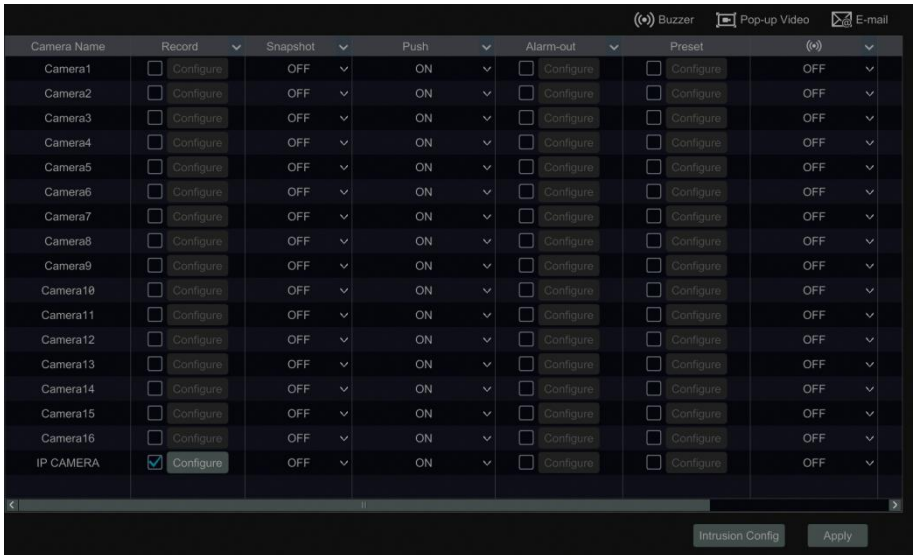 Buzzer Pop-up Video E-mail
Camera Name Record Snapshot Push Alarm-out Preset
Camera1 Configure OFF ON Configure Configure OFF
Camera2 Configure OFF ON Configure Configure OFF
Camera3 Configure OFF ON Configure Configure OFF
Camera4 Configure OFF ON Configure Configure OFF
Camera5 Configure OFF ON Configure Configure OFF
Camera6 Configure OFF ON Configure Configure OFF
Camera7 Configure OFF ON Configure Configure OFF
Camera8 Configure OFF ON Configure Configure OFF
Camera9 Configure OFF ON Configure Configure OFF
Camera10 Configure OFF ON Configure Configure OFF
Camera11 Configure OFF ON Configure Configure OFF
Camera12 Configure OFF ON Configure Configure OFF
Camera13 Configure OFF ON Configure Configure OFF
Camera14 Configure OFF ON Configure Configure OFF
Camera15 Configure OFF ON Configure Configure OFF
Camera16 Configure OFF ON Configure Configure OFF
IP CAMERA Configure OFF ON Configure Configure OFF
Intrusion Config Apply